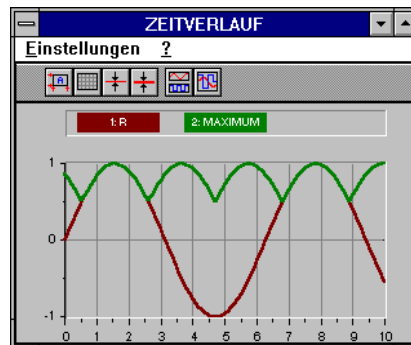 ZEITVERLAUF
Einstellungen ?
A
1: R 2: MAXIMUM
1
0
-1
0 1 2 3 4 5 6 7 8 9 10